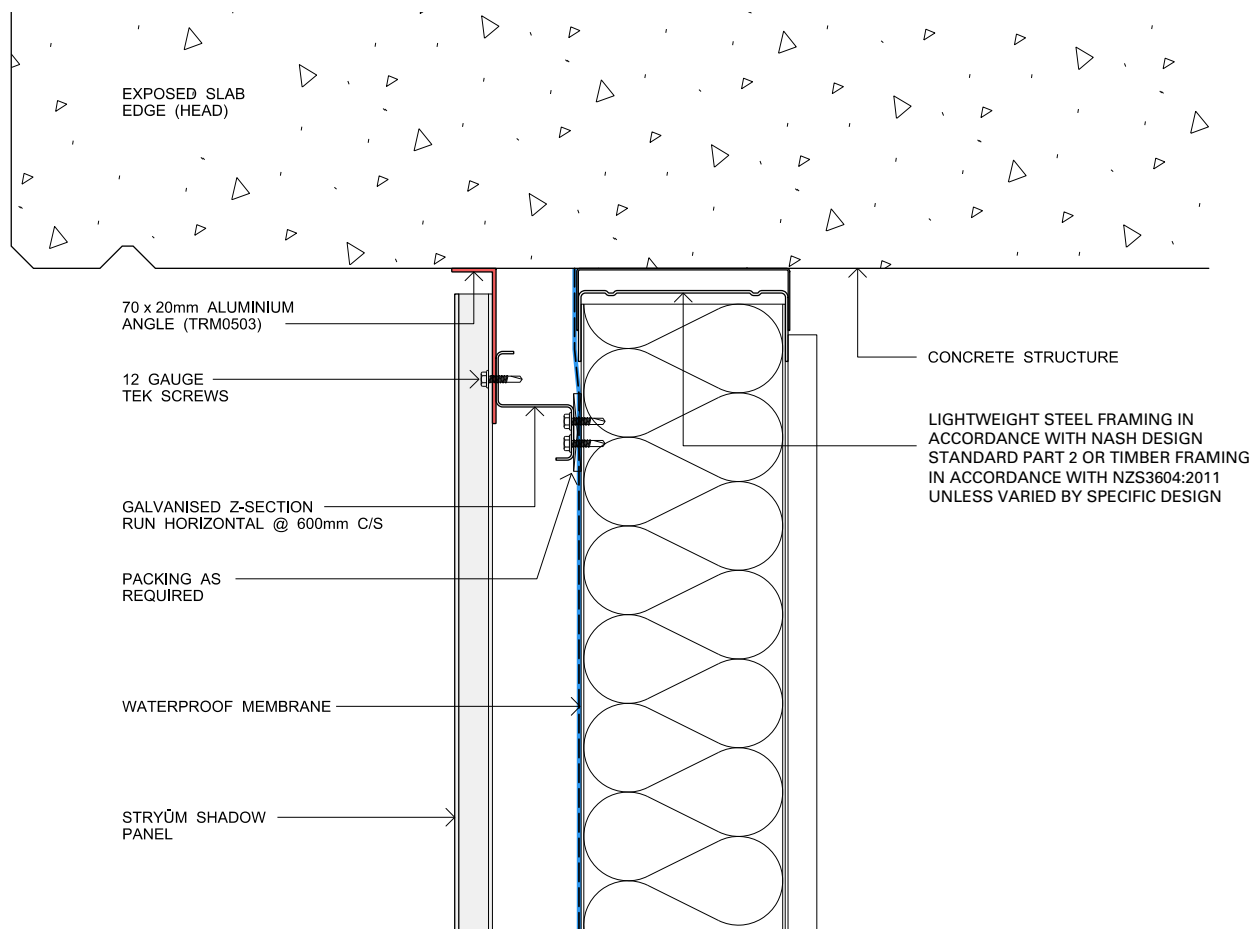 EXPOSED SLAB
EDGE (HEAD)
70 x 20mm ALUMINIUM
ANGLE (TRM0503)
12 GAUGE
TEK SCREWS
GALVANISED Z-SECTION
RUN HORIZONTAL @ 600mm C/S
PACKING AS
REQUIRED
WATERPROOF MEMBRANE
STRYŪM SHADOW
PANEL
CONCRETE STRUCTURE
LIGHTWEIGHT STEEL FRAMING IN
ACCORDANCE WITH NASH DESIGN
STANDARD PART 2 OR TIMBER FRAMING
IN ACCORDANCE WITH NZS3604:2011
UNLESS VARIED BY SPECIFIC DESIGN